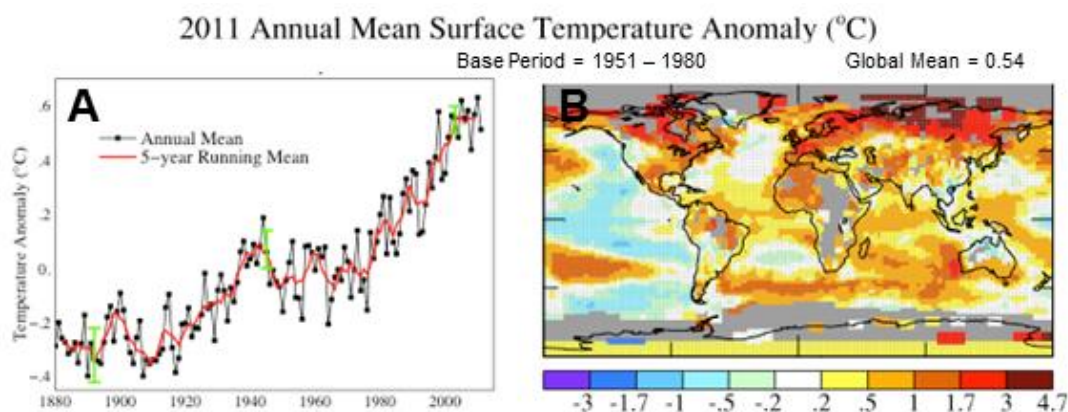 2011 Annual Mean Surface Temperature Anomaly (°C)
Base Period = 1951 – 1980
Global Mean = 0.54
A
B
Annual Mean
5-year Running Mean
Temperature Anomaly (°C)
.6
.4
.2
0.
-.2
-.4
1880 1900 1920 1940 1960 1980 2000
-3 -1.7 -1 -.5 -.2 .2 .5 1 1.7 3 4.7